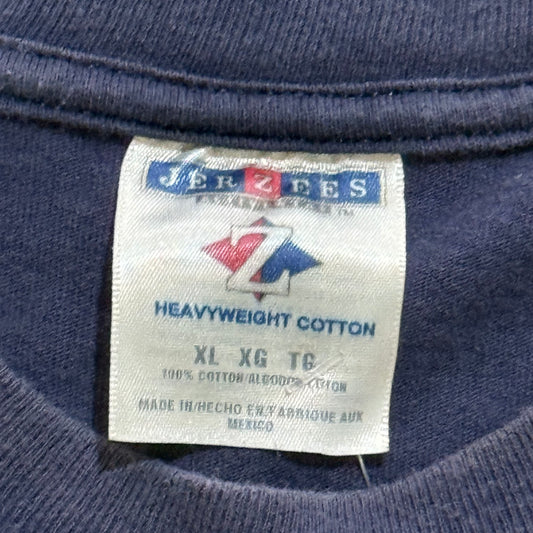 JERZEES
Z
HEAVYWEIGHT COTTON
XL XG TG
100% COTTON/ALGODON/COTON
MADE IN/HECHO EN/FABRIQUE AUX
MEXICO